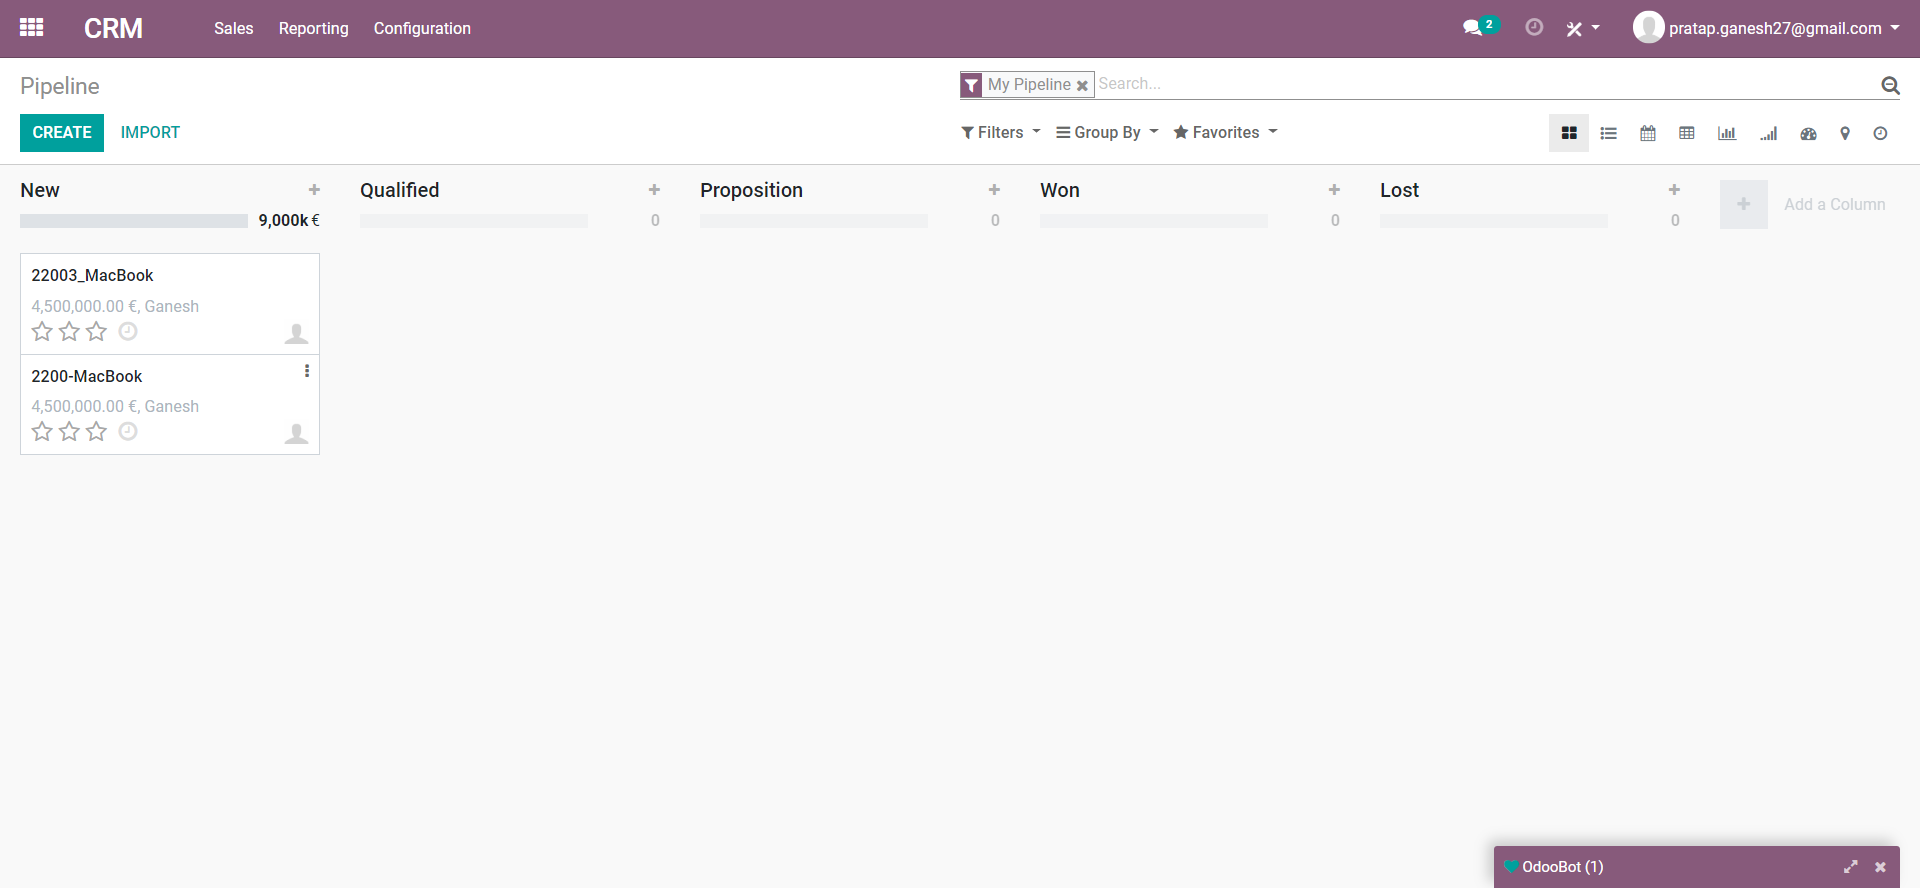 CRM Sales Reporting Configuration 2 pratap.ganesh27@gmail.com
Pipeline My Pipeline Search...
CREATE IMPORT Filters Group By Favorites
New Qualified Proposition Won Lost Add a Column
9,000k € 0 0 0 0
22003_MacBook
4,500,000.00 €, Ganesh
2200-MacBook
4,500,000.00 €, Ganesh
OdooBot (1)